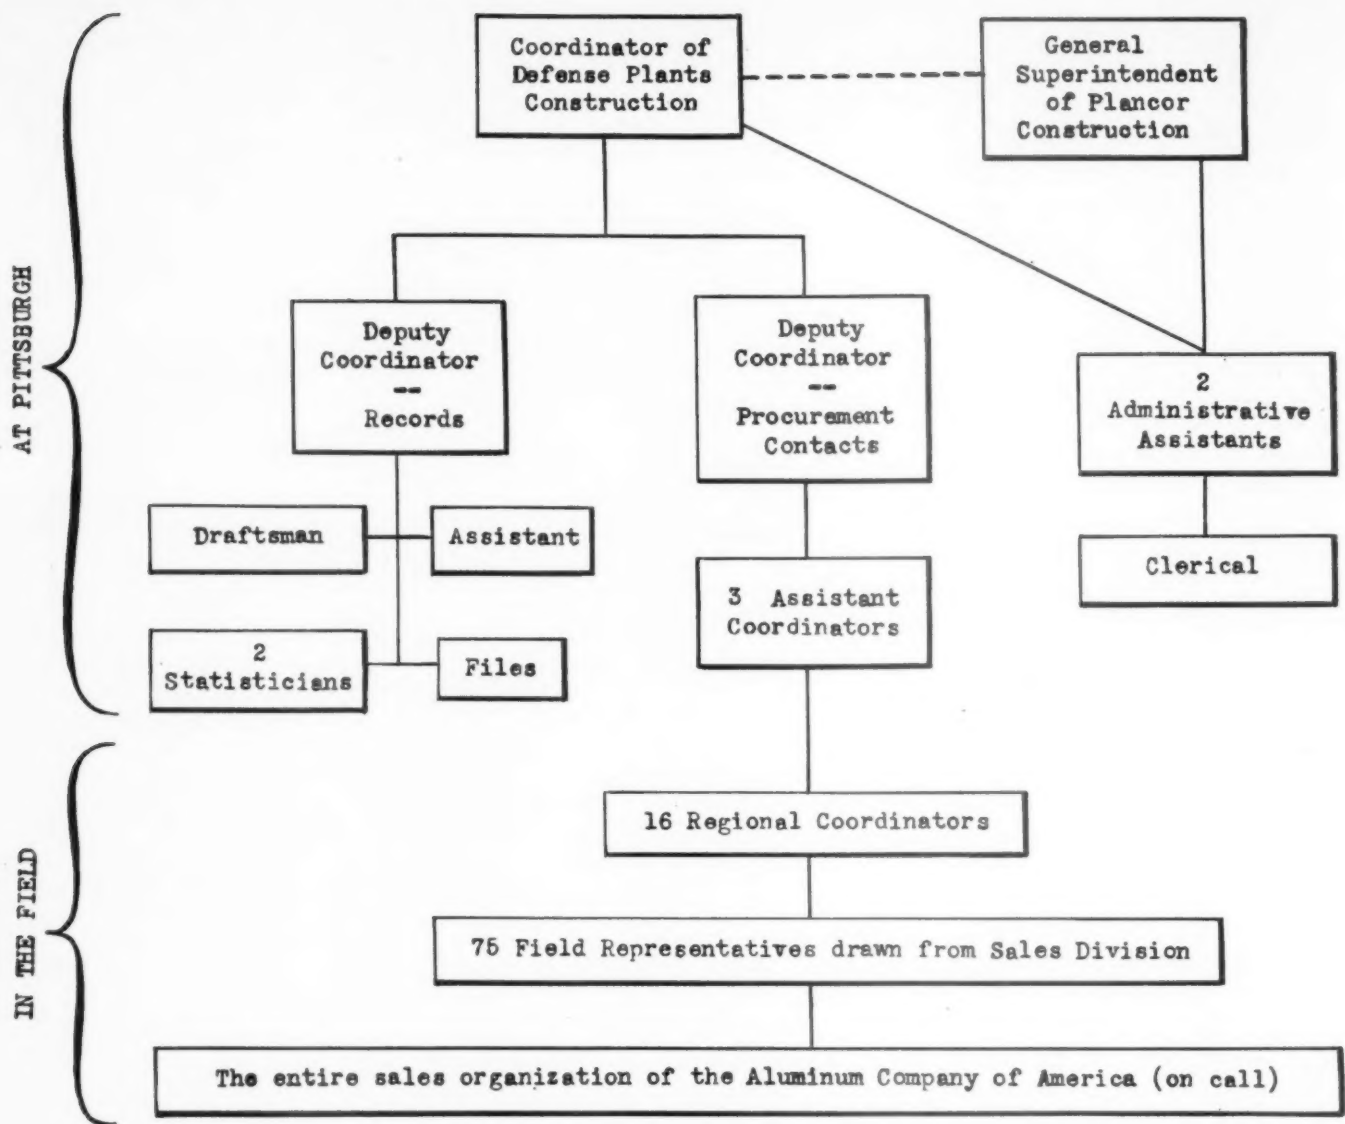 Coordinator of
Defense Plants
Construction
General
Superintendent
of Plancor
Construction
AT PITTSBURGH
Deputy
Coordinator
--
Records
Deputy
Coordinator
--
Procurement
Contacts
2
Administrative
Assistants
Draftsman
Assistant
Clerical
3 Assistant
Coordinators
2
Statisticians
Files
IN THE FIELD
16 Regional Coordinators
75 Field Representatives drawn from Sales Division
The entire sales organization of the Aluminum Company of America (on call)